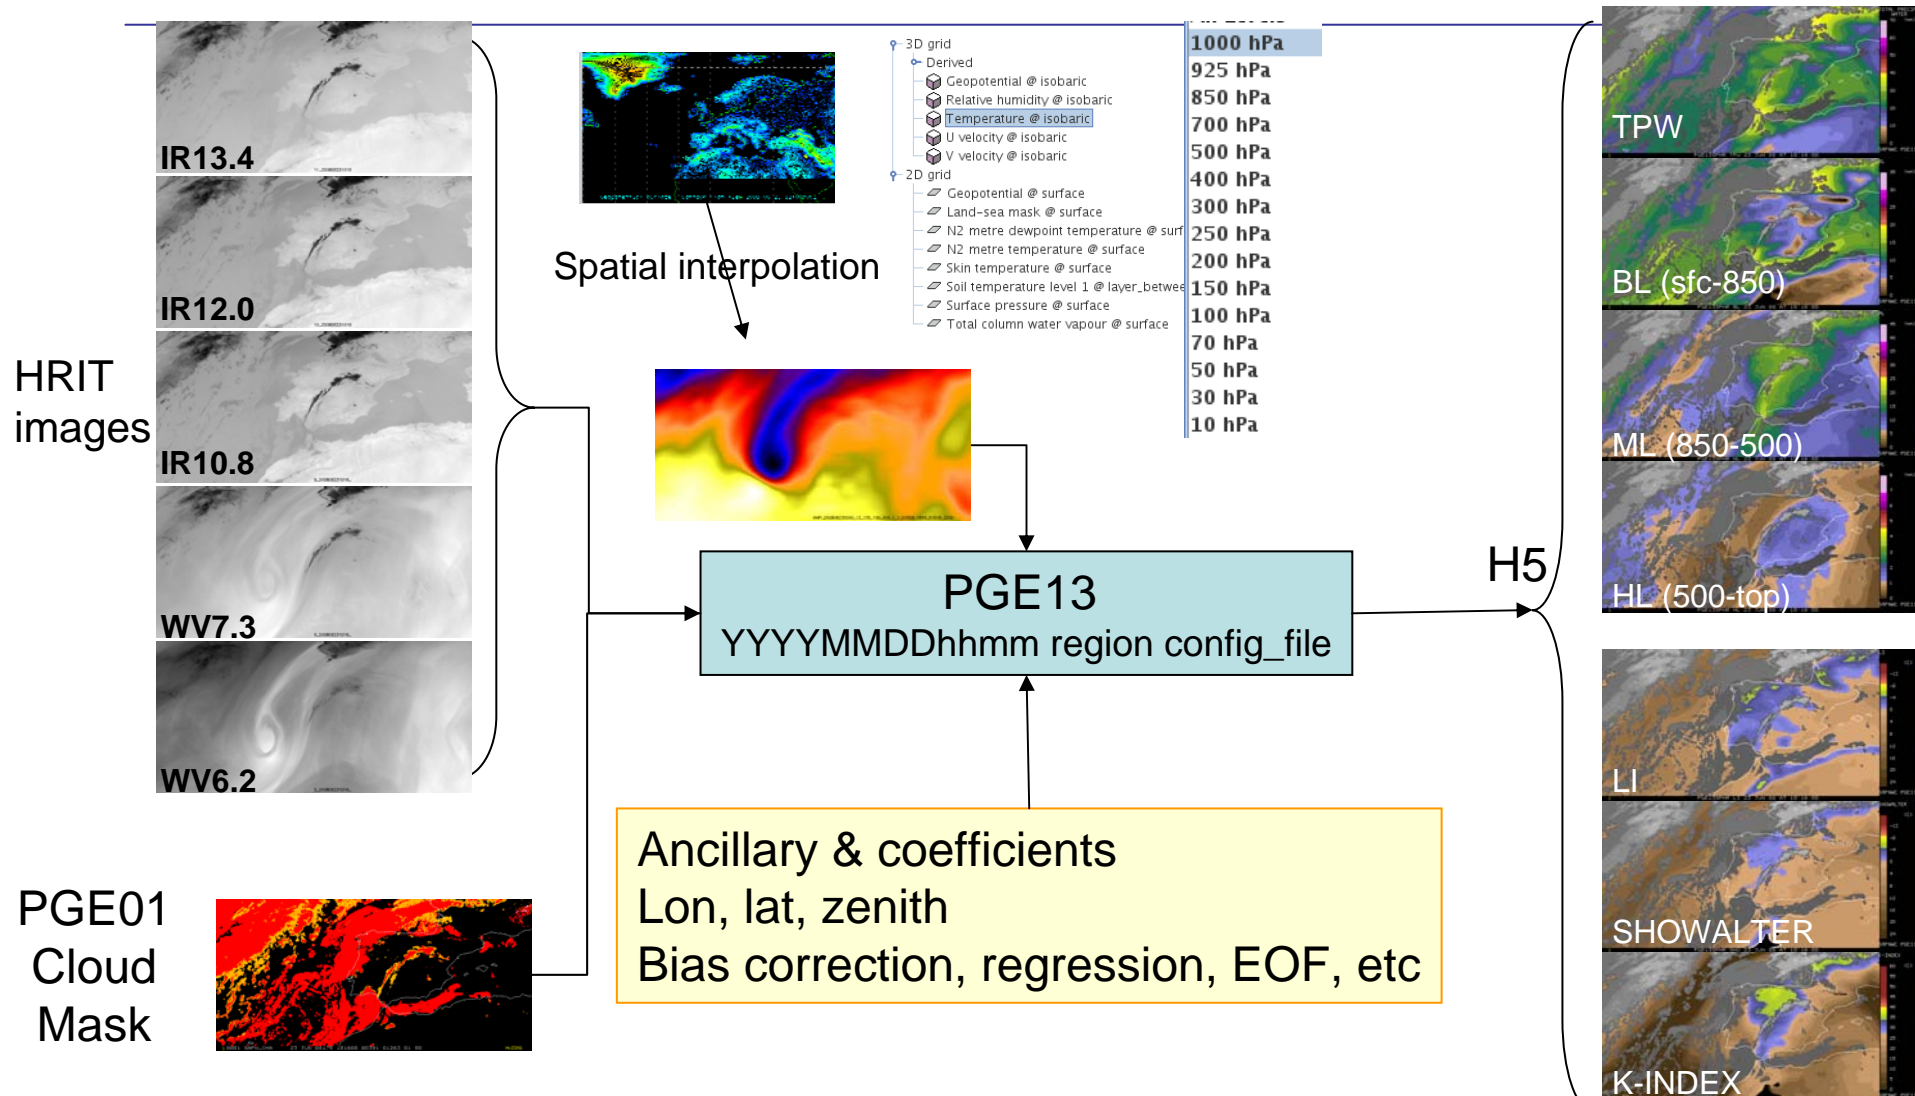 HRIT
images
IR13.4
IR12.0
IR10.8
WV7.3
WV6.2
PGE01
Cloud
Mask
Spatial interpolation
3D grid
Derived
Geopotential @ isobaric
Relative humidity @ isobaric
Temperature @ isobaric
U velocity @ isobaric
V velocity @ isobaric
2D grid
Geopotential @ surface
Land-sea mask @ surface
N2 metre dewpoint temperature @ surf
N2 metre temperature @ surface
Skin temperature @ surface
Soil temperature level 1 @ layer_betwee
Surface pressure @ surface
Total column water vapour @ surface
1000 hPa
925 hPa
850 hPa
700 hPa
500 hPa
400 hPa
300 hPa
250 hPa
200 hPa
150 hPa
100 hPa
70 hPa
50 hPa
30 hPa
10 hPa
PGE13
YYYYMMDDhhmm region config_file
Ancillary & coefficients
Lon, lat, zenith
Bias correction, regression, EOF, etc
H5
TPW
BL (sfc-850)
ML (850-500)
HL (500-top)
LI
SHOWALTER
K-INDEX